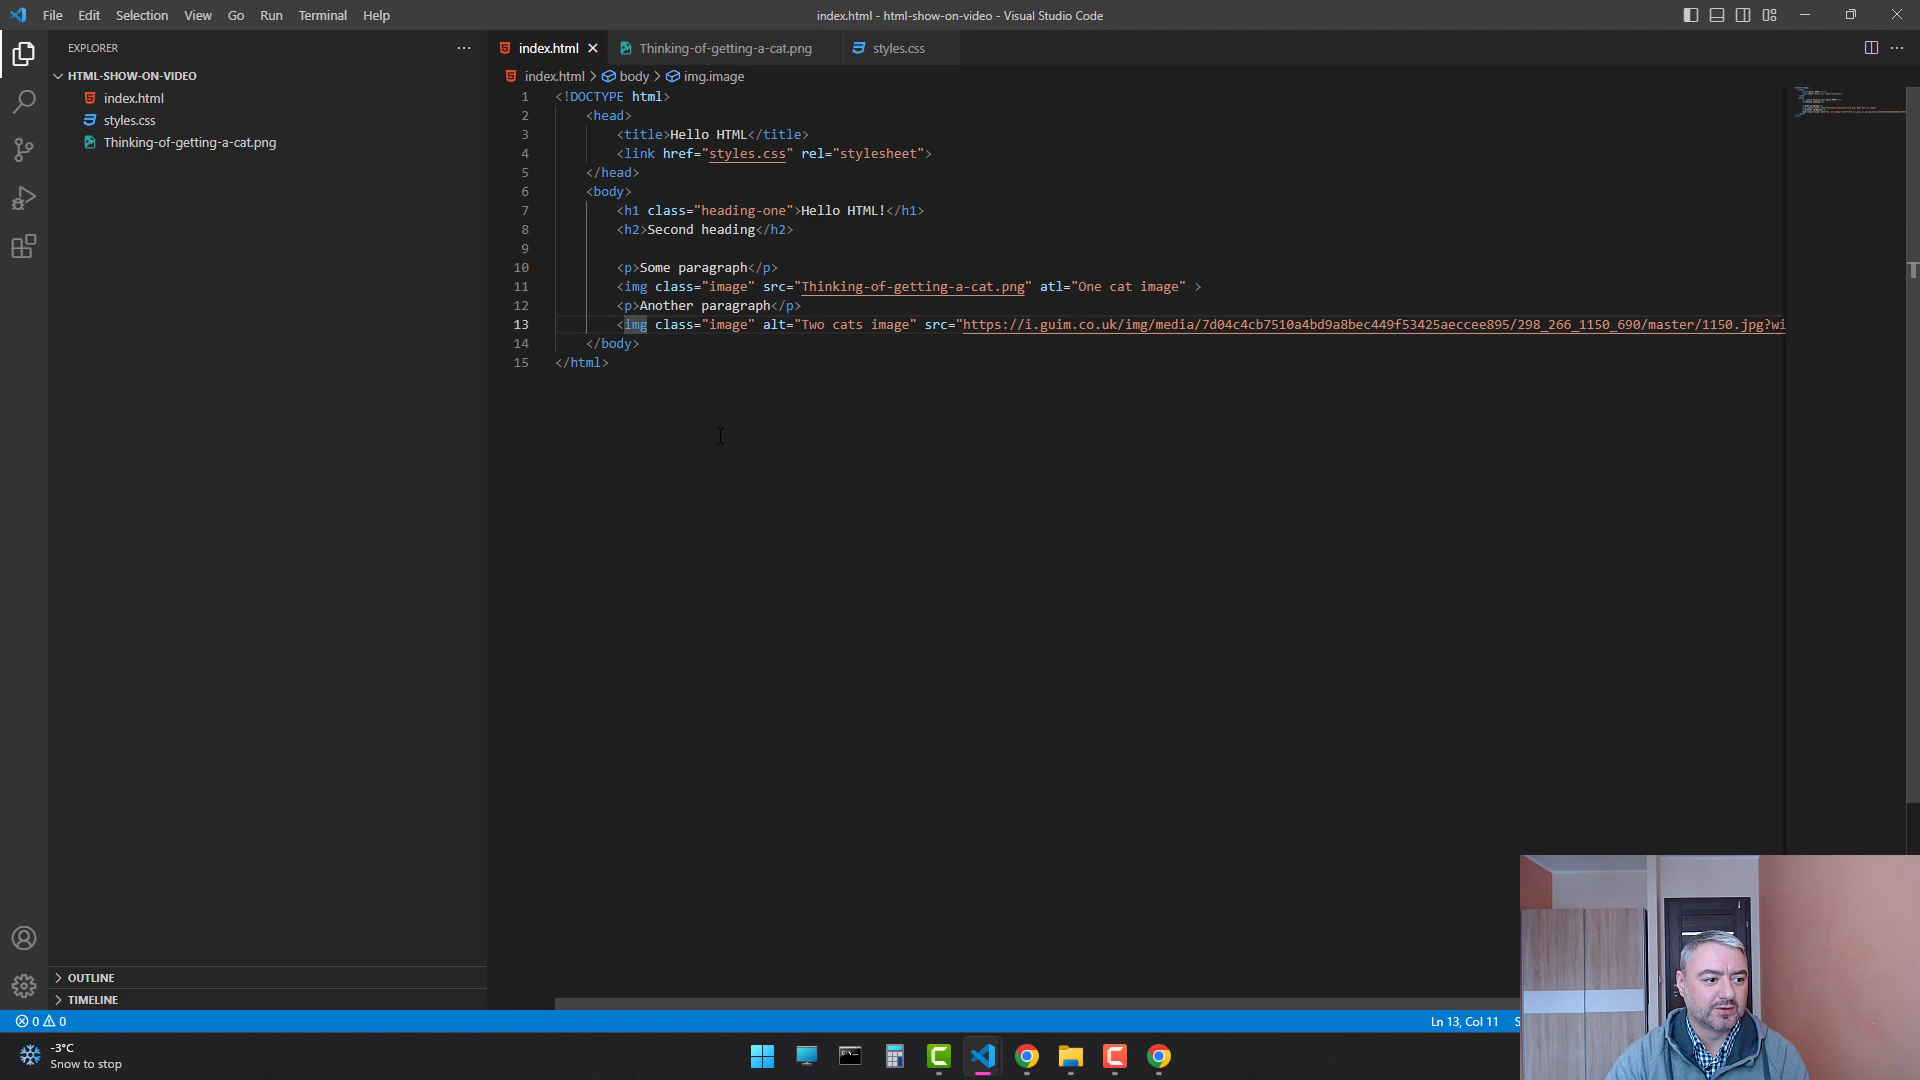 File Edit Selection View Go Run Terminal Help
index.html - html-show-on-video - Visual Studio Code
EXPLORER
HTML-SHOW-ON-VIDEO
index.html
styles.css
Thinking-of-getting-a-cat.png
OUTLINE
TIMELINE
index.html Thinking-of-getting-a-cat.png styles.css
index.html > body > img.image
1 <!DOCTYPE html>
2 <head>
3 <title>Hello HTML</title>
4 <link href="styles.css" rel="stylesheet">
5 </head>
6 <body>
7 <h1 class="heading-one">Hello HTML!</h1>
8 <h2>Second heading</h2>
9
10 <p>Some paragraph</p>
11 <img class="image" src="Thinking-of-getting-a-cat.png" atl="One cat image" >
12 <p>Another paragraph</p>
13 <img class="image" alt="Two cats image" src="https://i.guim.co.uk/img/media/7d04c4cb7510a4bd9a8bec449f53425aeccee895/298_266_1150_690/master/1150.jpg?wi
14 </body>
15 </html>
0 0
Ln 13, Col 11 S
-3°C
Snow to stop